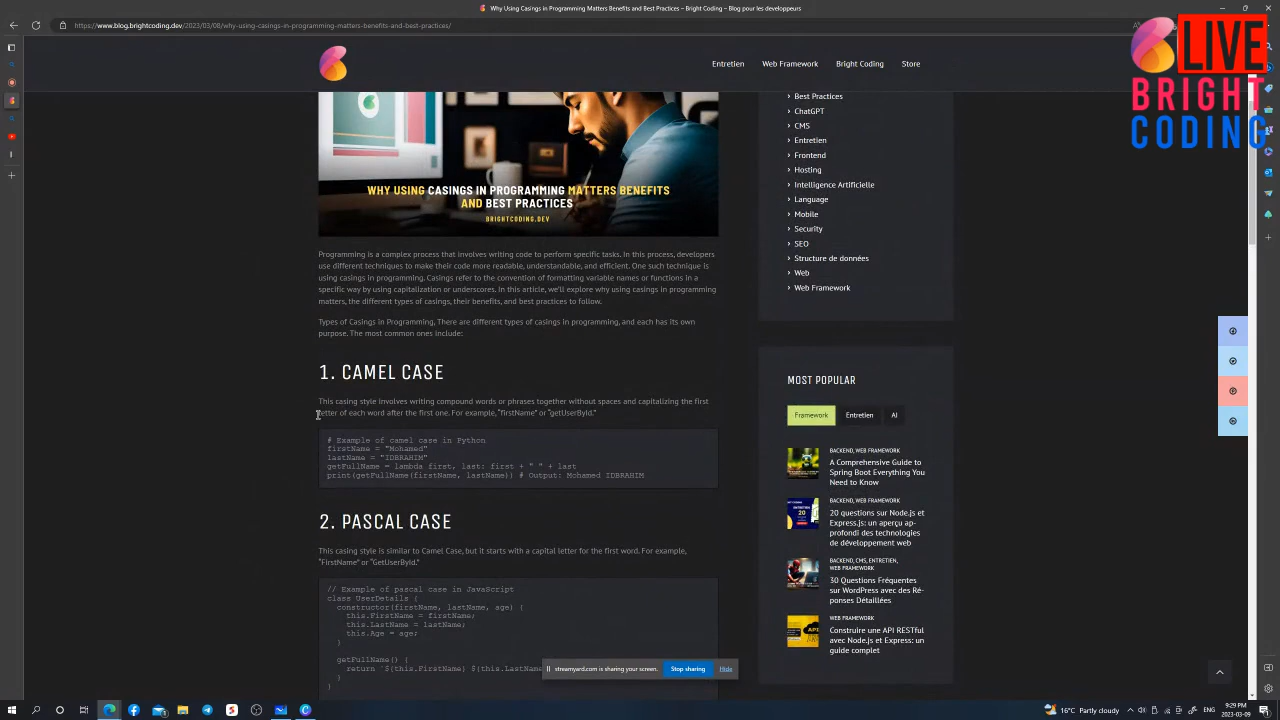 Why Using Casings in Programming Matters Benefits and Best Practices – Bright Coding – Blog pour les developpeurs
https://www.blog.brightcoding.dev/2023/03/08/why-using-casings-in-programming-matters-benefits-and-best-practices/
LIVE
BRIGHT
CODING
Entretien
Web Framework
Bright Coding
Store
WHY USING CASINGS IN PROGRAMMING MATTERS BENEFITS
AND BEST PRACTICES
BRIGHTCODING.DEV
Programming is a complex process that involves writing code to perform specific tasks. In this process, developers
use different techniques to make their code more readable, understandable, and efficient. One such technique is
using casings in programming. Casings refer to the convention of formatting variable names or functions in a
specific way by using capitalization or underscores. In this article, we'll explore why using casings in programming
matters, the different types of casings, their benefits, and best practices to follow.
Types of Casings in Programming, There are different types of casings in programming, and each has its own
purpose. The most common ones include:
1. CAMEL CASE
This casing style involves writing compound words or phrases together without spaces and capitalizing the first
letter of each word after the first one. For example, "firstName" or "getUserById."
# Example of camel case in Python
firstName = "Mohamed"
lastName = "IDBRAHIM"
getFullName = lambda first, last: first + " " + last
print(getFullName(firstName, lastName)) # Output: Mohamed IDBRAHIM
2. PASCAL CASE
This casing style is similar to Camel Case, but it starts with a capital letter for the first word. For example,
"FirstName" or "GetUserById."
// Example of pascal case in JavaScript
class UserDetails {
constructor(firstName, lastName, age) {
this.FirstName = firstName;
this.LastName = lastName;
this.Age = age;
}
getFullName() {
return `${this.FirstName} ${this.LastName
}
}
Best Practices
ChatGPT
CMS
Entretien
Frontend
Hosting
Intelligence Artificielle
Language
Mobile
Security
SEO
Structure de données
Web
Web Framework
MOST POPULAR
Framework
Entretien
AI
BACKEND, WEB FRAMEWORK
A Comprehensive Guide to
Spring Boot Everything You
Need to Know
BACKEND, WEB FRAMEWORK
20 questions sur Node.js et
Express.js: un aperçu ap-
profondi des technologies
de développement web
BACKEND, CMS, ENTRETIEN,
WEB FRAMEWORK
30 Questions Fréquentes
sur WordPress avec des Ré-
ponses Détaillées
WEB FRAMEWORK
Construire une API RESTful
avec Node.js et Express: un
guide complet
streamyard.com is sharing your screen.
Stop sharing
Hide
16°C Partly cloudy
ENG
9:29 PM
2023-03-09